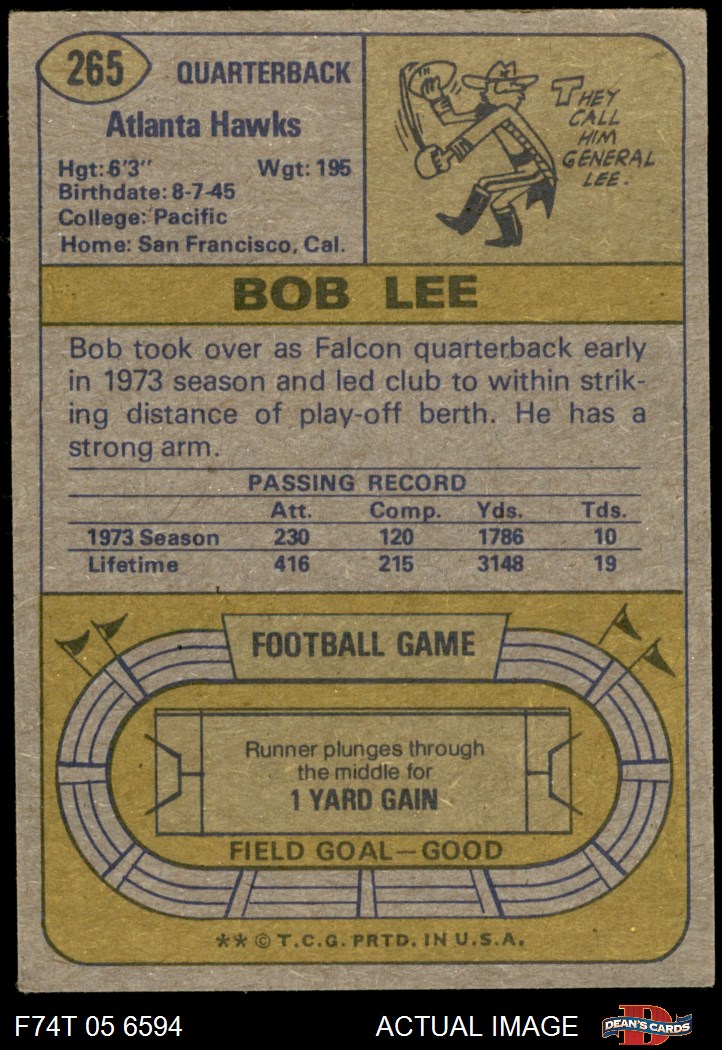 265
QUARTERBACK
Atlanta Hawks
Hgt: 6'3" Wgt: 195
Birthdate: 8-7-45
College: Pacific
Home: San Francisco, Cal.
THEY
CALL
HIM
GENERAL
LEE.
BOB LEE
Bob took over as Falcon quarterback early
in 1973 season and led club to within strik-
ing distance of play-off berth. He has a
strong arm.
PASSING RECORD
Att. Comp. Yds. Tds.
1973 Season 230 120 1786 10
Lifetime 416 215 3148 19
FOOTBALL GAME
Runner plunges through
the middle for
1 YARD GAIN
FIELD GOAL—GOOD
** © T.C.G. PRTD. IN U.S.A.
F74T 05 6594 ACTUAL IMAGE
D
DEAN'S CARDS